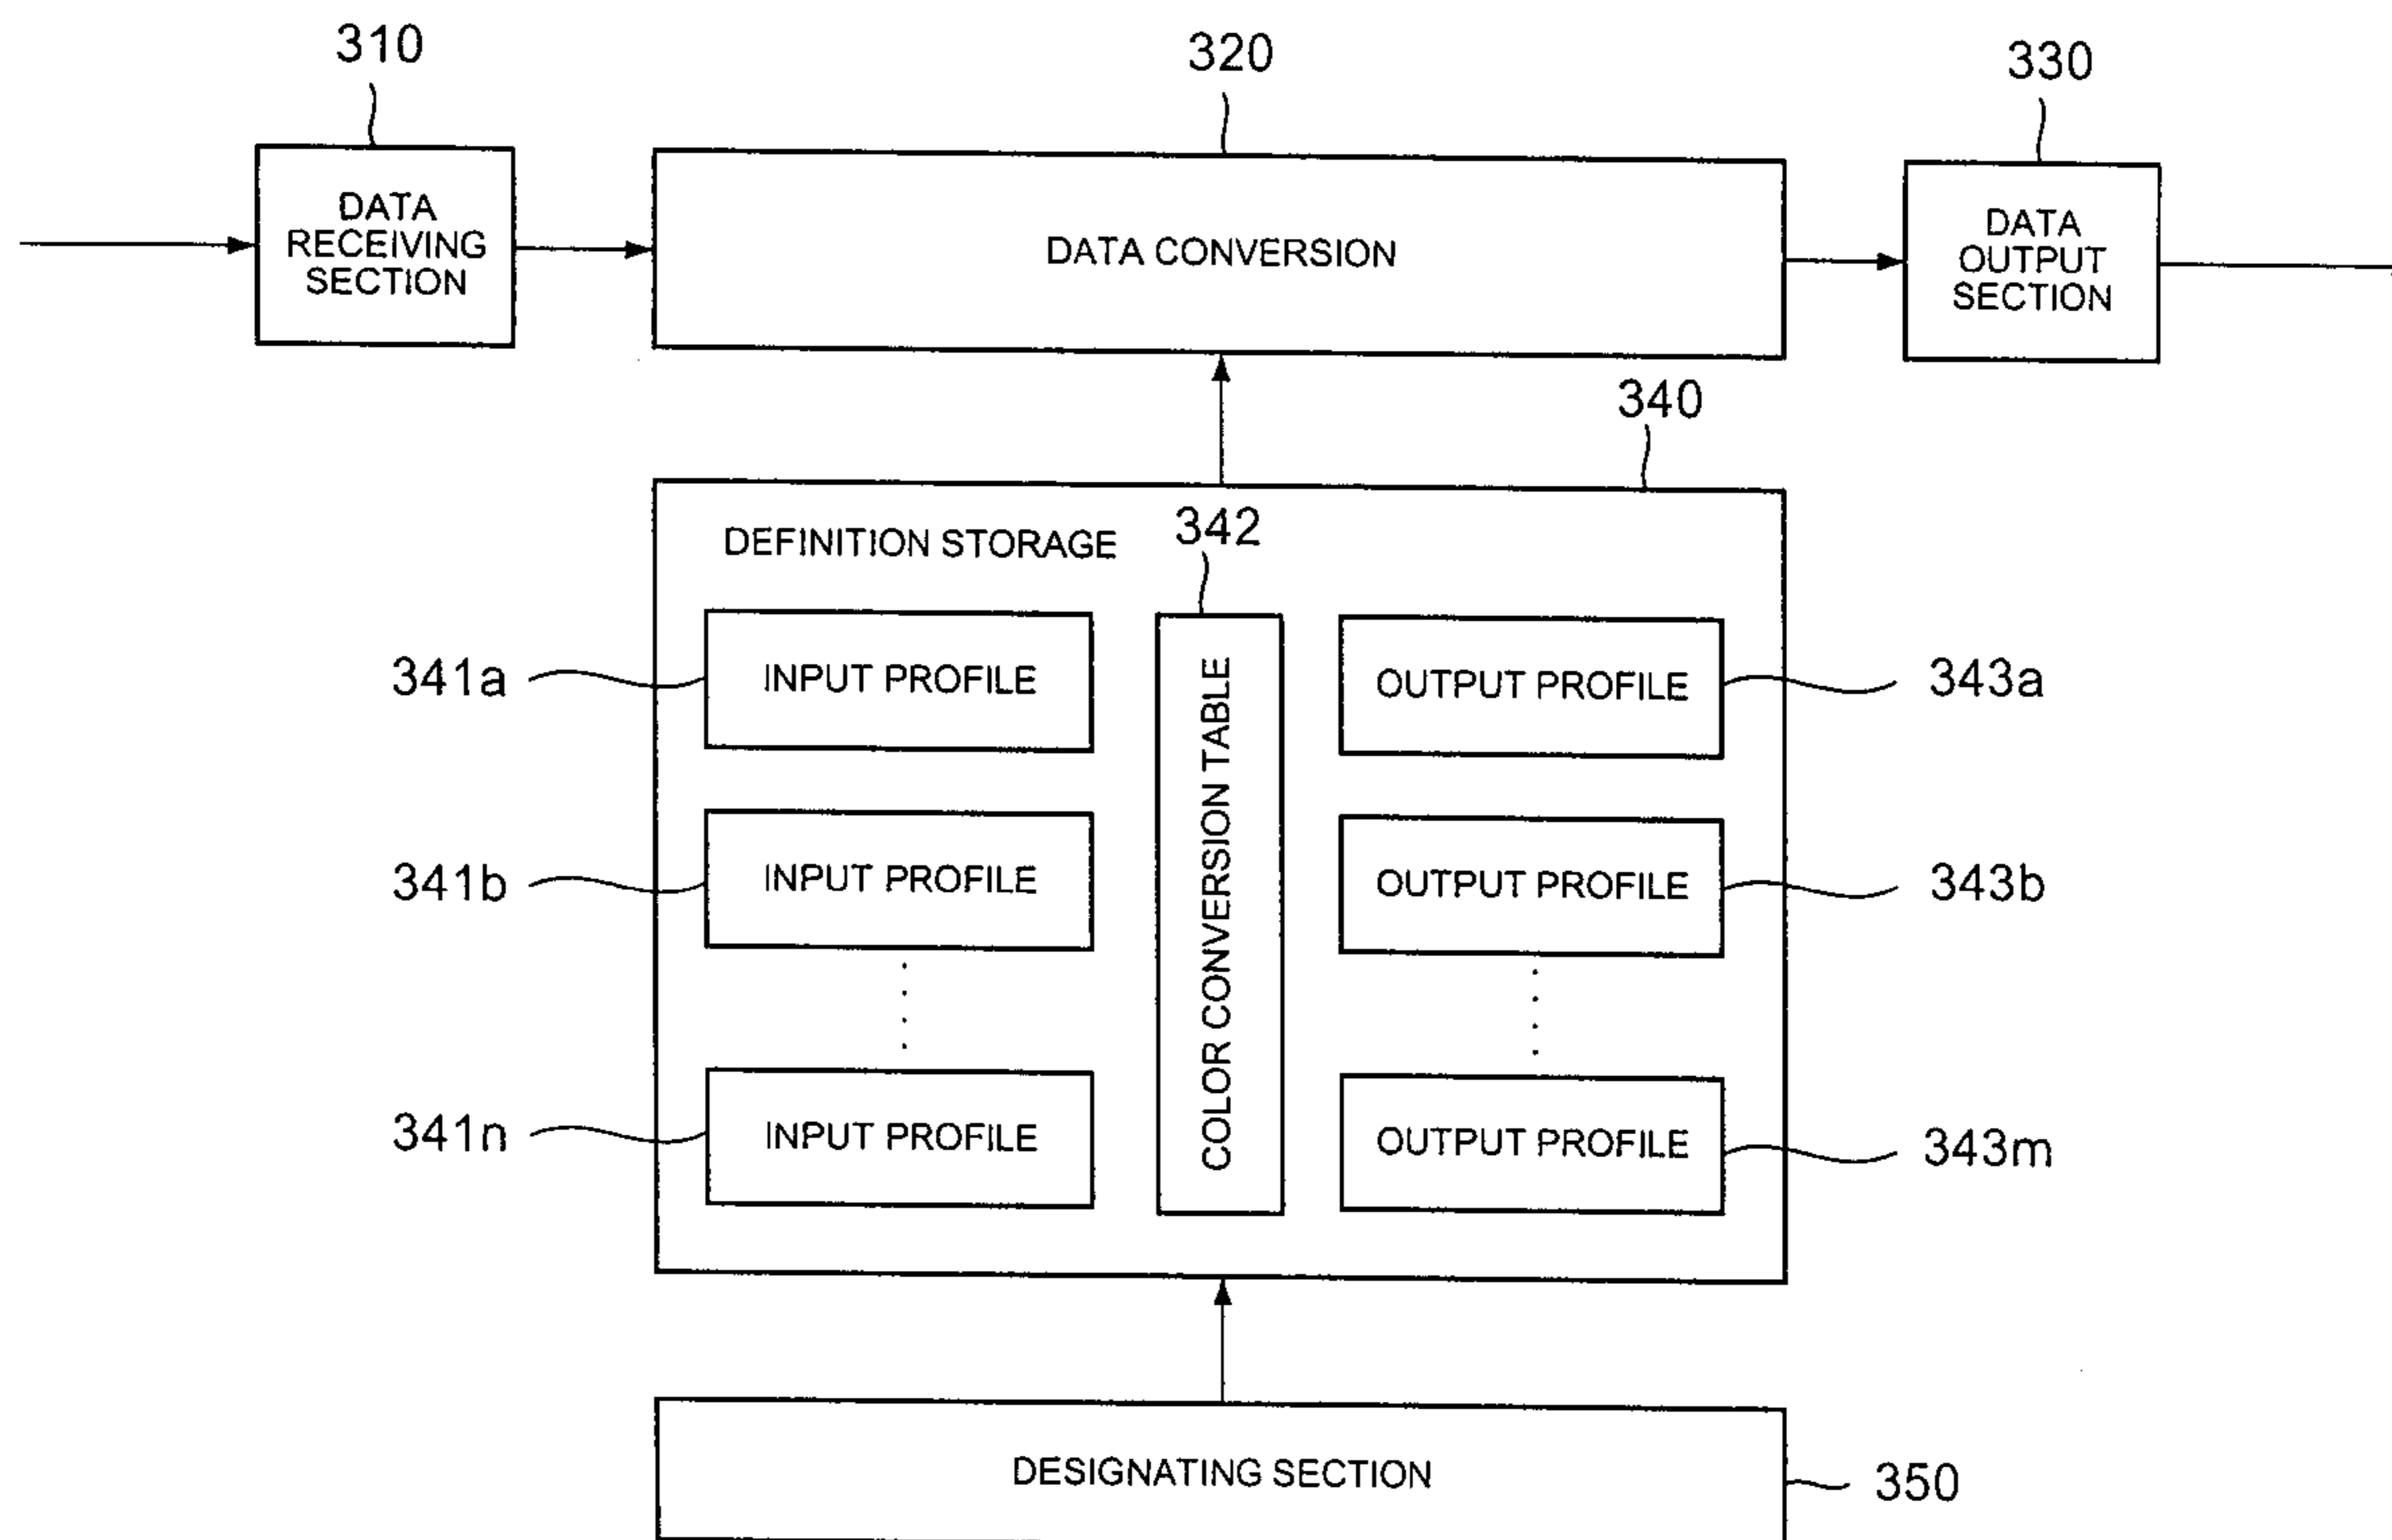 310
320
330
DATA
RECEIVING
SECTION
DATA CONVERSION
DATA
OUTPUT
SECTION
340
DEFINITION STORAGE
342
341a
INPUT PROFILE
COLOR CONVERSION TABLE
OUTPUT PROFILE
343a
341b
INPUT PROFILE
OUTPUT PROFILE
343b
341n
INPUT PROFILE
OUTPUT PROFILE
343m
DESIGNATING SECTION
350